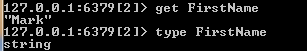 127.0.0.1:6379[2]> get FirstName
"Mark"
127.0.0.1:6379[2]> type FirstName
string